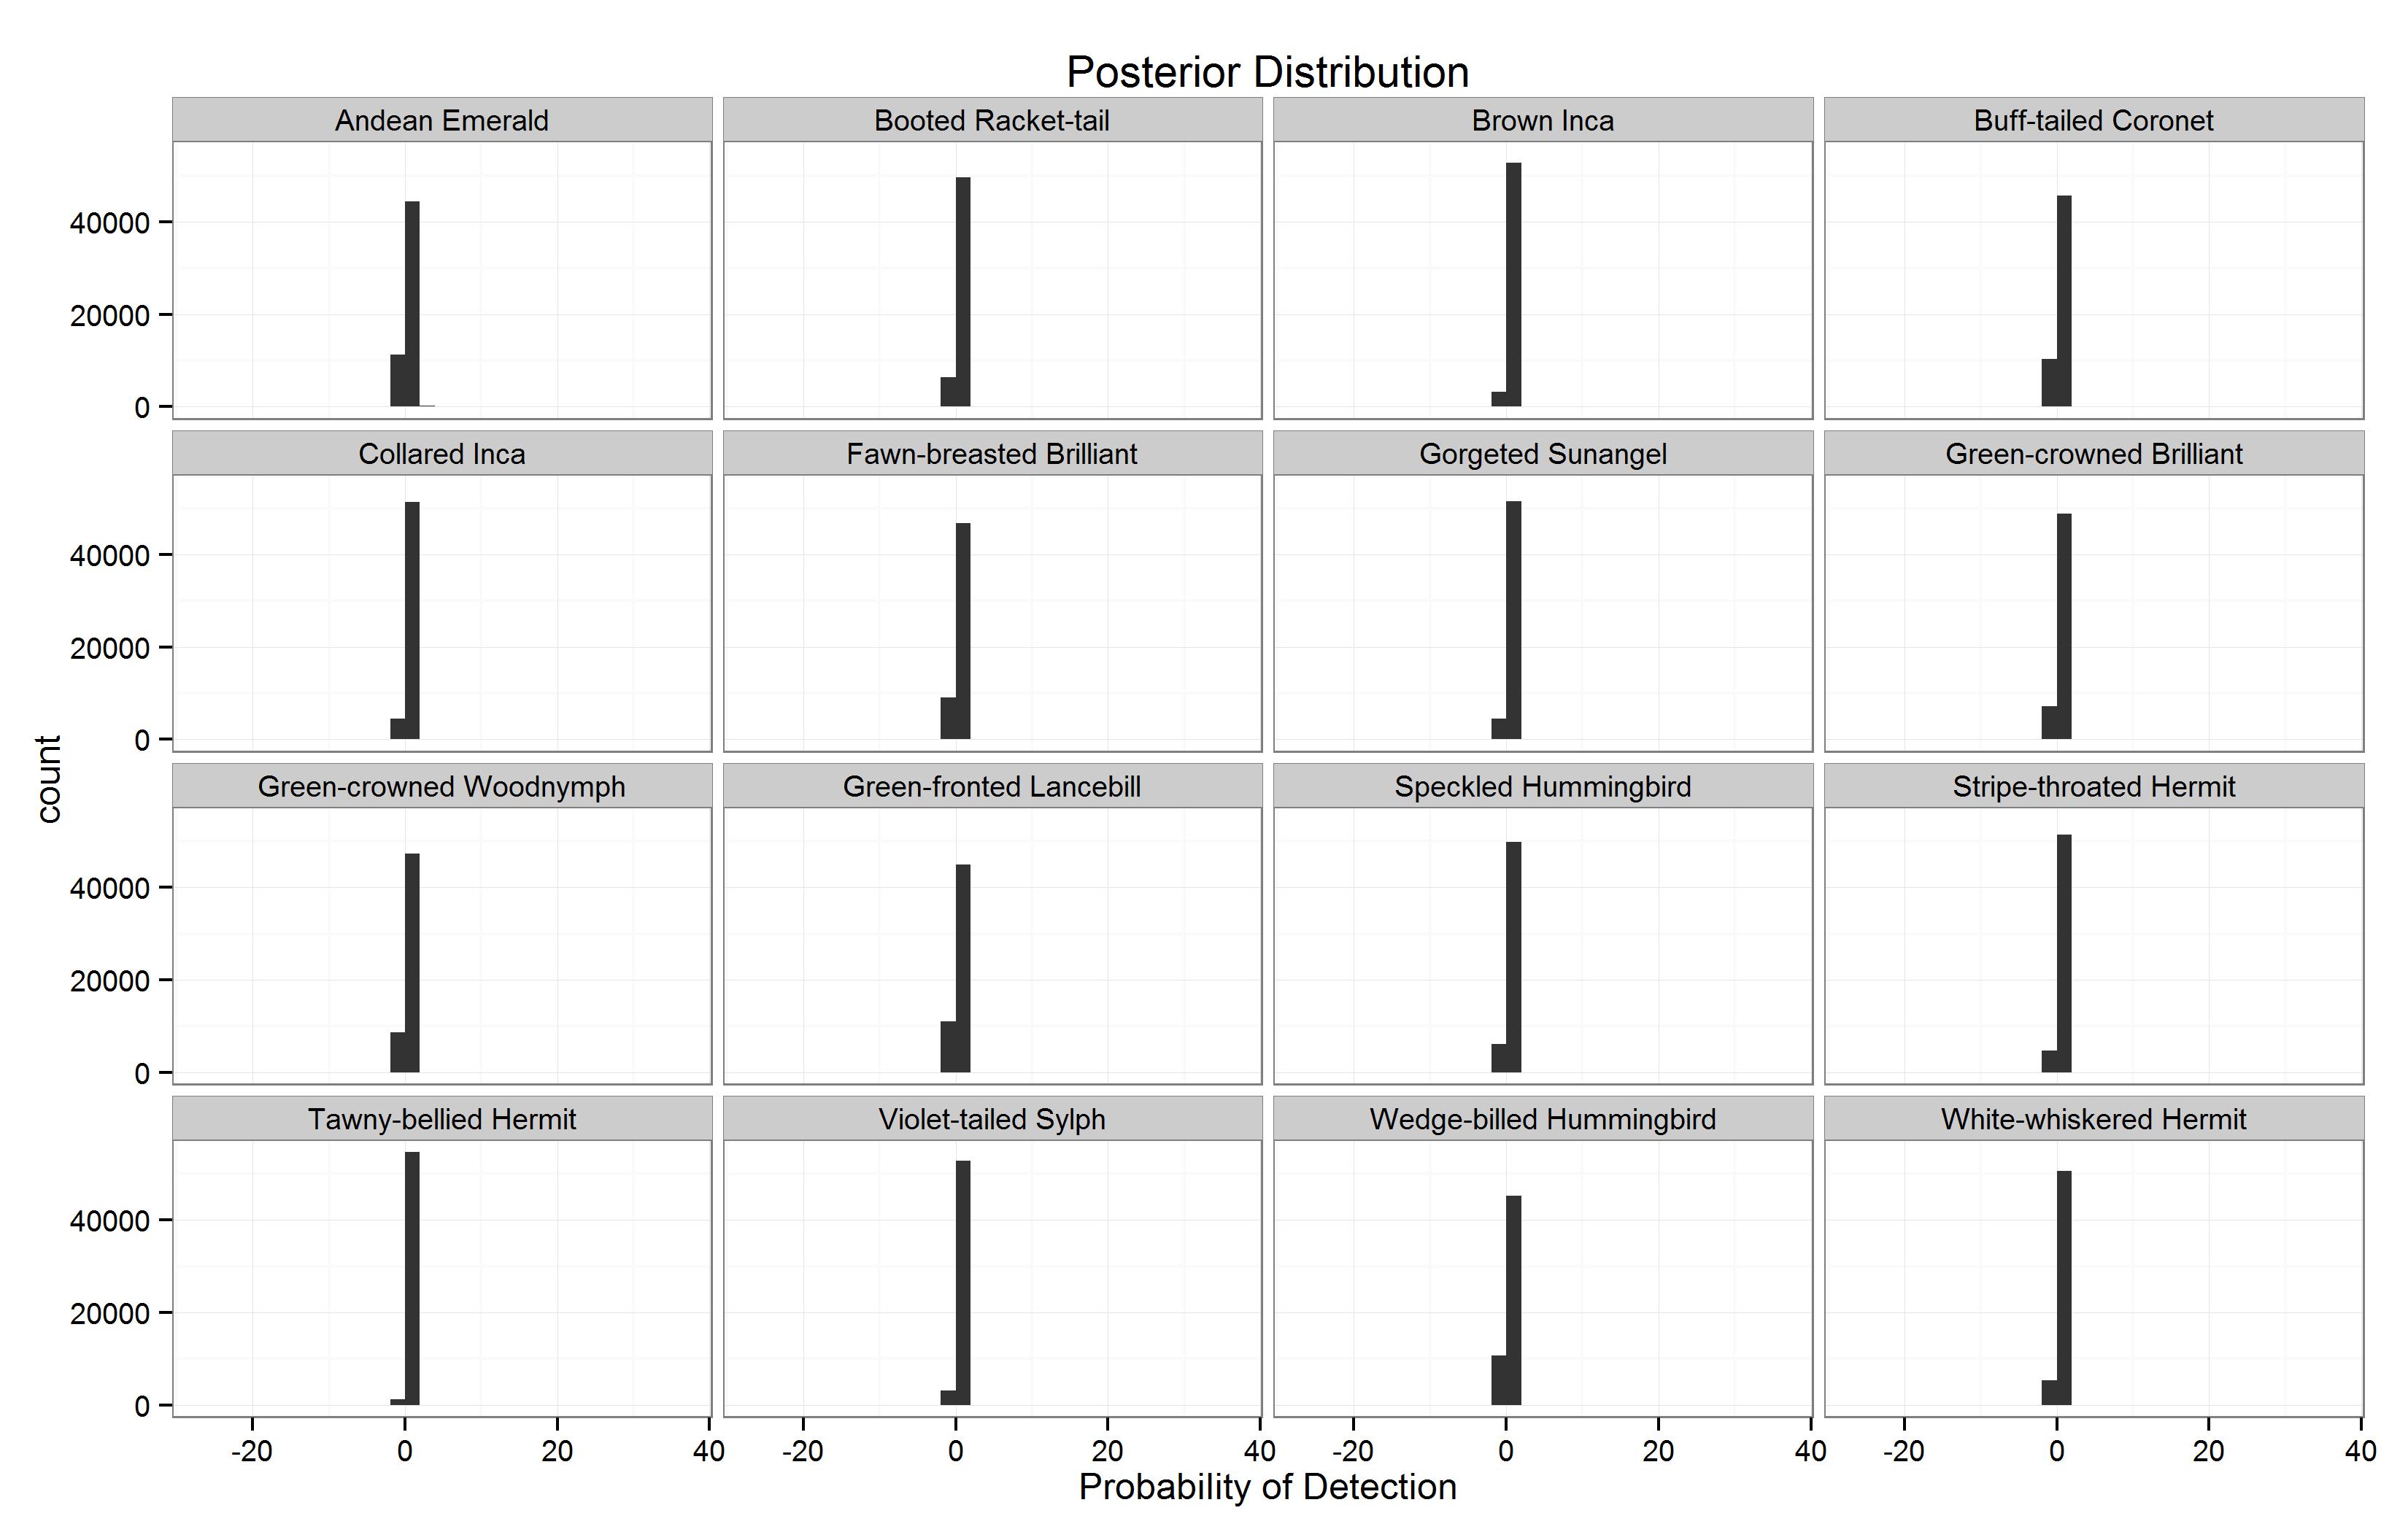 Posterior Distribution
Andean Emerald Booted Racket-tail Brown Inca Buff-tailed Coronet
40000
20000
0
Collared Inca Fawn-breasted Brilliant Gorgeted Sunangel Green-crowned Brilliant
40000
20000
0
count
Green-crowned Woodnymph Green-fronted Lancebill Speckled Hummingbird Stripe-throated Hermit
40000
20000
0
Tawny-bellied Hermit Violet-tailed Sylph Wedge-billed Hummingbird White-whiskered Hermit
40000
20000
0
-20 0 20 40 -20 0 20 40 -20 0 20 40 -20 0 20 40
Probability of Detection